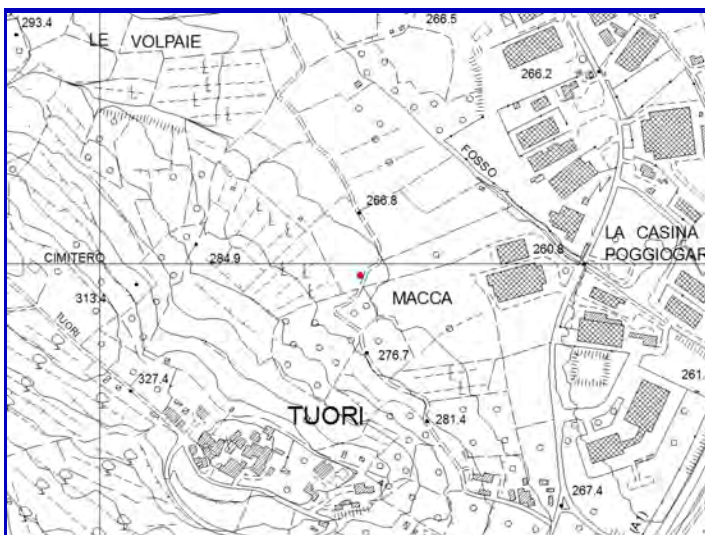 293.4
LE VOLPAIE
266.5
266.2
FOSSO
266.8
LA CASINA
260.8
POGGIOGAR
CIMITERO
284.9
313.4
MACCA
TUORI
276.7
327.4
261.
TUORI
281.4
267.4
(A1)